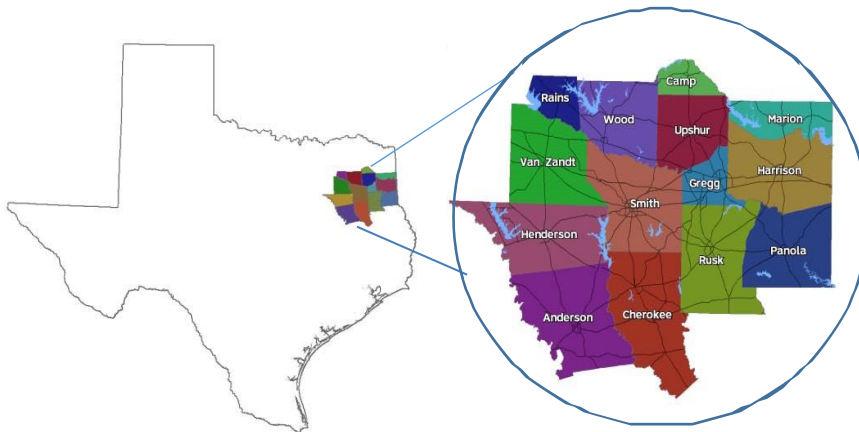 Camp
Rains
Wood
Marion
Upshur
Van Zandt
Harrison
Gregg
Smith
Henderson
Panola
Rusk
Anderson
Cherokee